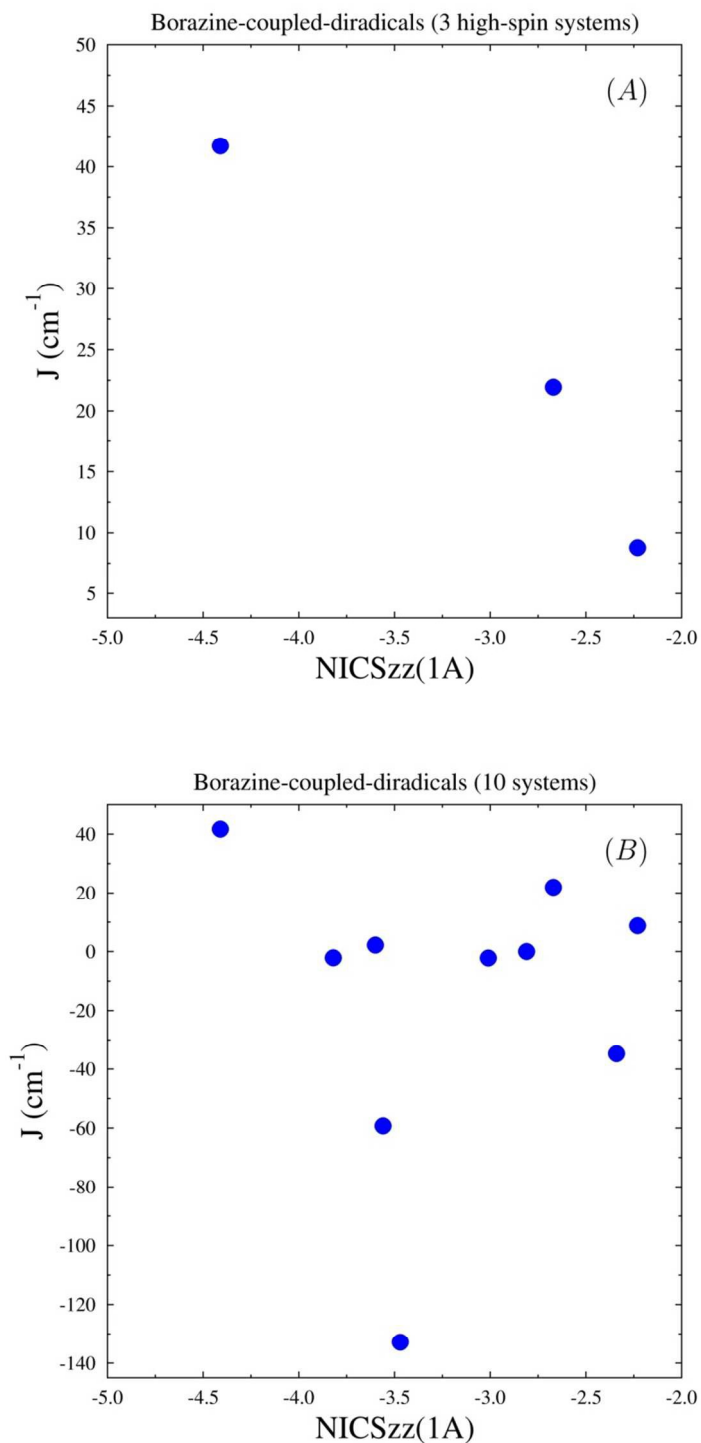 Borazine-coupled-diradicals (3 high-spin systems)
(A)
50
45
40
35
30
25
20
15
10
5
J (cm⁻¹)
-5.0 -4.5 -4.0 -3.5 -3.0 -2.5 -2.0
NICSzz(1A)
Borazine-coupled-diradicals (10 systems)
(B)
40
20
0
-20
-40
-60
-80
-100
-120
-140
J (cm⁻¹)
-5.0 -4.5 -4.0 -3.5 -3.0 -2.5 -2.0
NICSzz(1A)